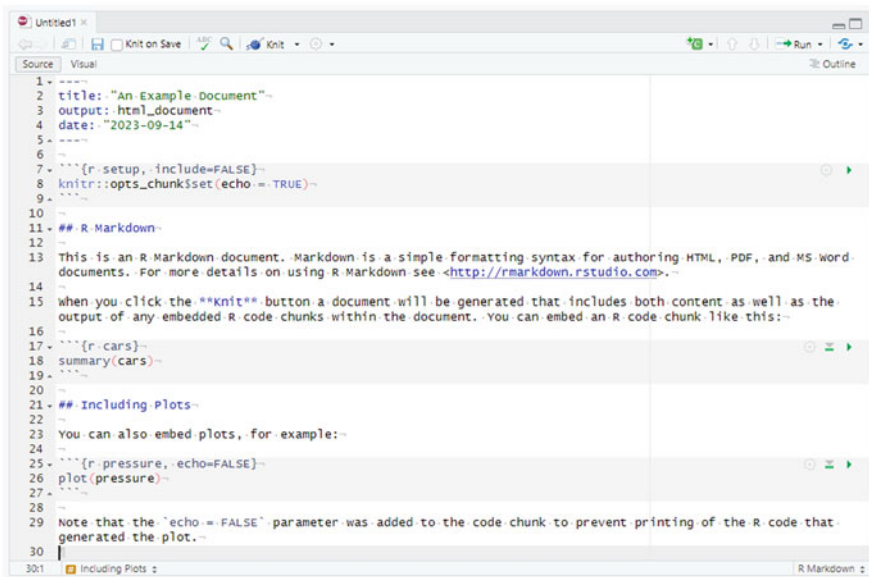 Untitled1 ×
Knit on Save ABC Knit Run
Source Visual Outline
1 ---
2 title: "An Example Document"
3 output: html_document
4 date: "2023-09-14"
5 ---
6
7 ```{r setup, include=FALSE}
8 knitr::opts_chunk$set(echo = TRUE)
9 ```
10
11 ## R Markdown
12
13 This is an R Markdown document. Markdown is a simple formatting syntax for authoring HTML, PDF, and MS Word
documents. For more details on using R Markdown see <http://rmarkdown.rstudio.com>.
14
15 When you click the **Knit** button a document will be generated that includes both content as well as the
output of any embedded R code chunks within the document. You can embed an R code chunk like this:
16
17 ```{r cars}
18 summary(cars)
19 ```
20
21 ## Including Plots
22
23 You can also embed plots, for example:
24
25 ```{r pressure, echo=FALSE}
26 plot(pressure)
27 ```
28
29 Note that the `echo = FALSE` parameter was added to the code chunk to prevent printing of the R code that
generated the plot.
30
30:1 # Including Plots R Markdown